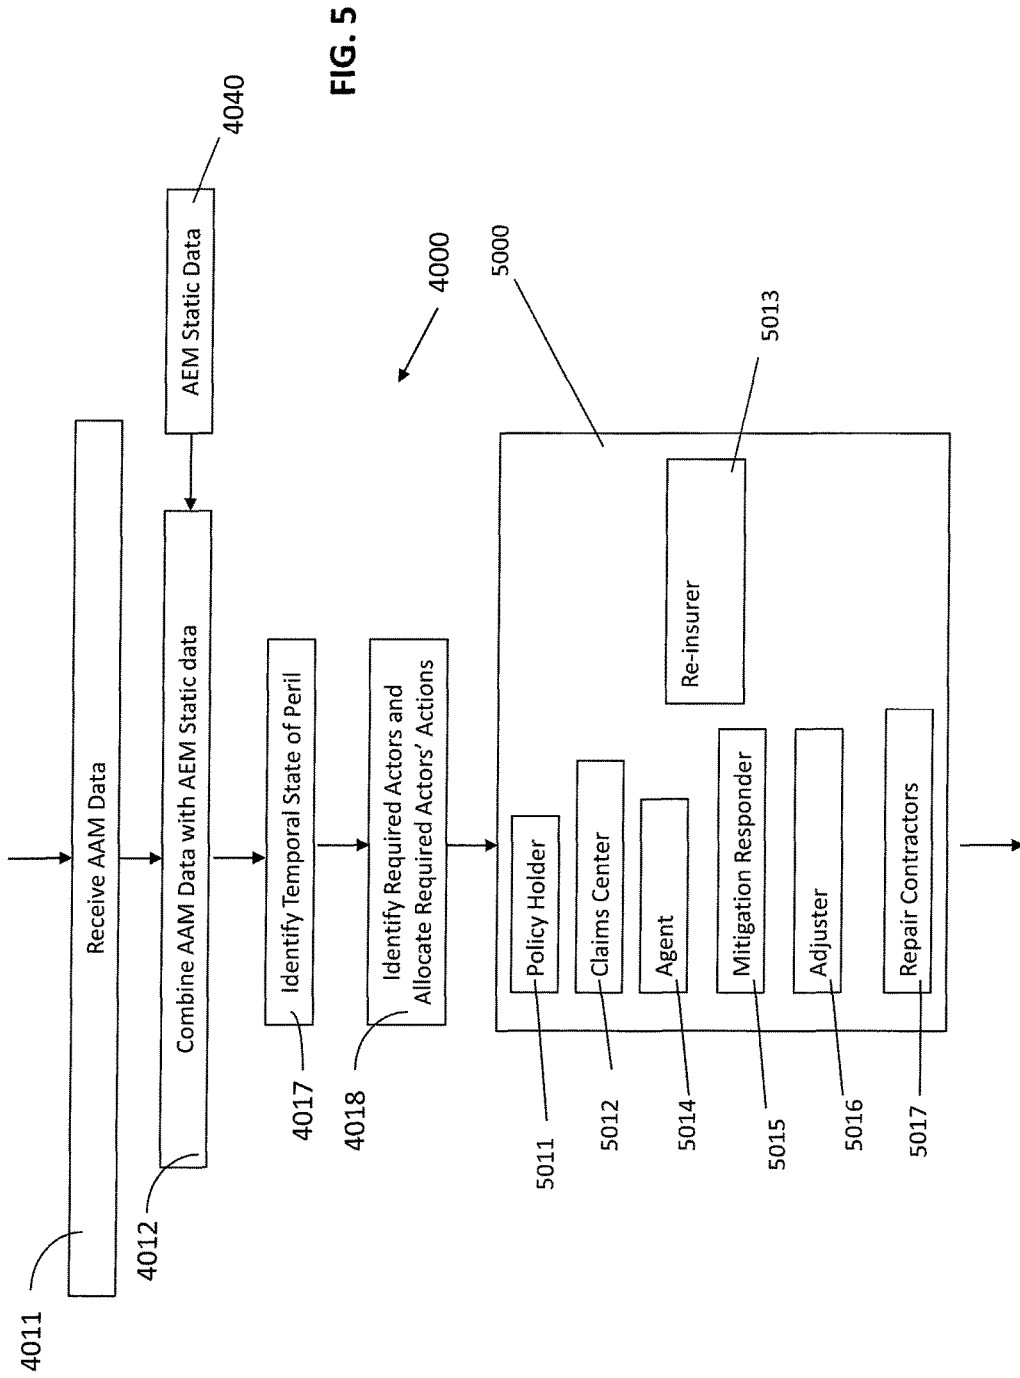 FIG. 5
4011
Receive AAM Data
4012
Combine AAM Data with AEM Static data
AEM Static Data
4040
4017
Identify Temporal State of Peril
4018
Identify Required Actors and
Allocate Required Actors' Actions
4000
5000
5011
Policy Holder
5012
Claims Center
5014
Agent
Re-insurer
5013
5015
Mitigation Responder
5016
Adjuster
5017
Repair Contractors